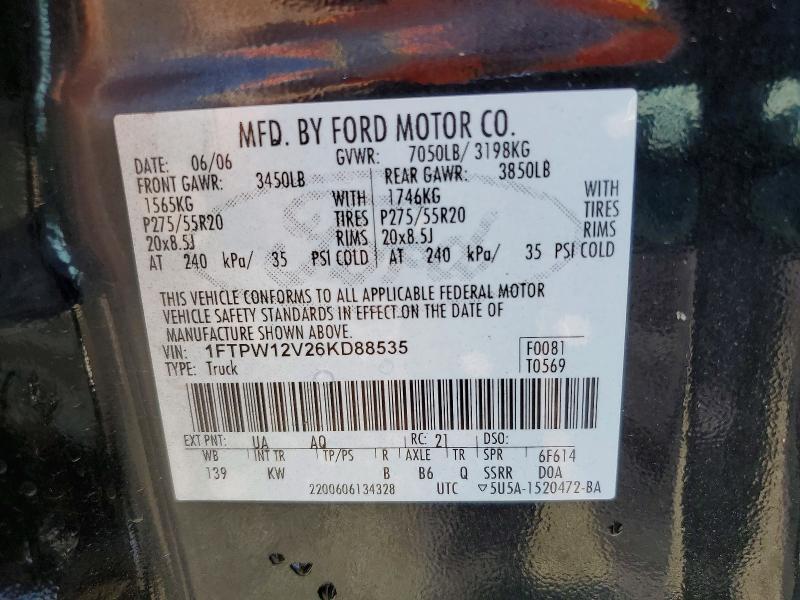 MFD. BY FORD MOTOR CO.
DATE: 06/06 GVWR: 7050LB/ 3198KG
FRONT GAWR: 3450LB REAR GAWR: 3850LB
1565KG WITH 1746KG WITH
P275/55R20 TIRES P275/55R20 TIRES
20x8.5J RIMS 20x8.5J RIMS
AT 240 kPa/ 35 PSI COLD AT 240 kPa/ 35 PSI COLD
THIS VEHICLE CONFORMS TO ALL APPLICABLE FEDERAL MOTOR
VEHICLE SAFETY STANDARDS IN EFFECT ON THE DATE OF
MANUFACTURE SHOWN ABOVE.
VIN: 1FTPW12V26KD88535 F0081
TYPE: Truck T0569
EXT PNT: UA AQ RC: 21 DSO:
WB INT TR TP/PS R AXLE TR SPR 6F614
139 KW B B6 Q SSRR D0A
2200606134328 UTC ▽5U5A-1520472-BA
Ford